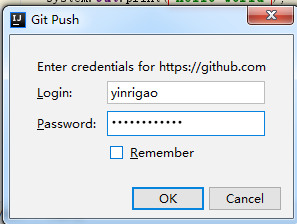 Git Push
Enter credentials for https://github.com
Login: yinrigao
Password: ••••••••••••
Remember
OK Cancel